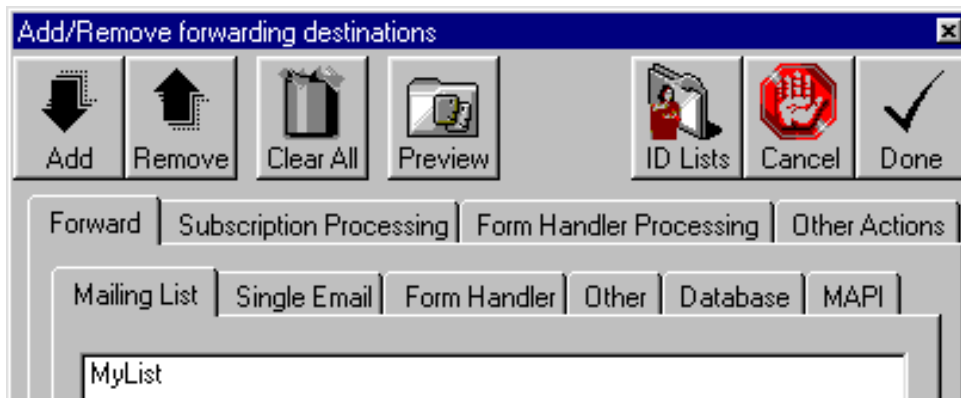 Add/Remove forwarding destinations
Add Remove Clear All Preview ID Lists Cancel Done
Forward Subscription Processing Form Handler Processing Other Actions
Mailing List Single Email Form Handler Other Database MAPI
MyList